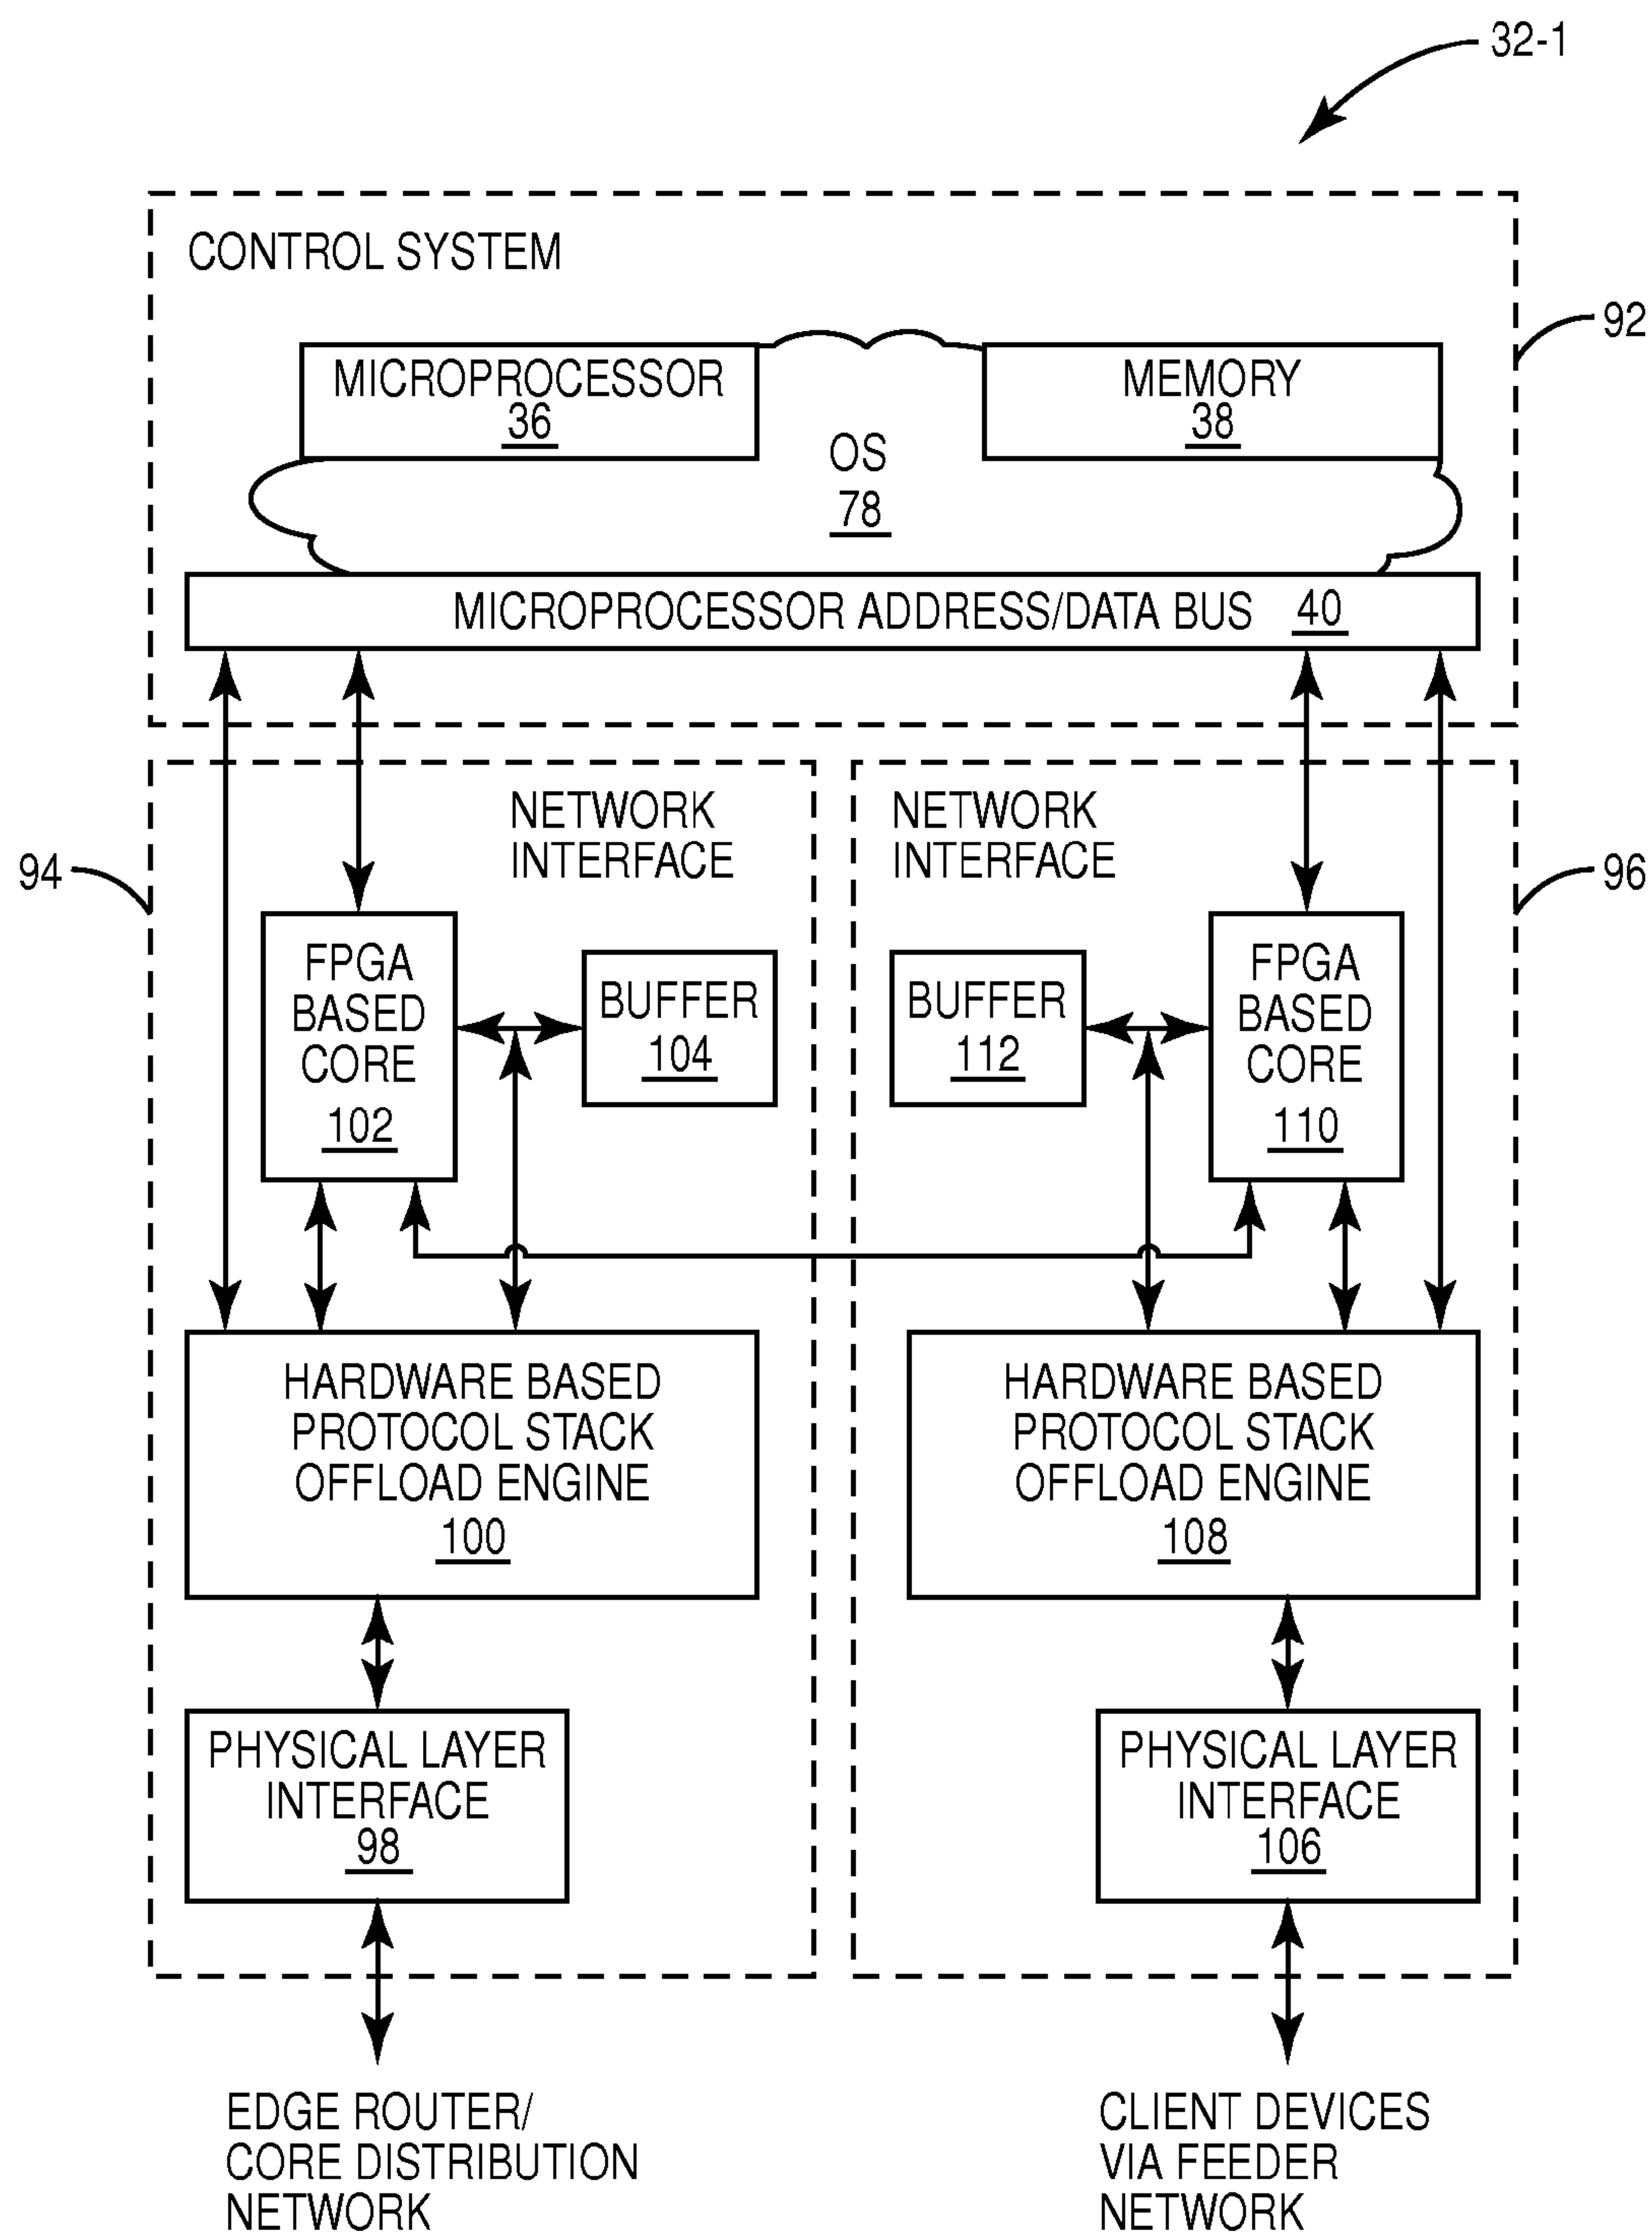 32-1
CONTROL SYSTEM
92
MICROPROCESSOR
36
MEMORY
38
OS
78
MICROPROCESSOR ADDRESS/DATA BUS 40
94
NETWORK
INTERFACE
NETWORK
INTERFACE
96
FPGA
BASED
CORE
102
BUFFER
104
BUFFER
112
FPGA
BASED
CORE
110
HARDWARE BASED
PROTOCOL STACK
OFFLOAD ENGINE
100
HARDWARE BASED
PROTOCOL STACK
OFFLOAD ENGINE
108
PHYSICAL LAYER
INTERFACE
98
PHYSICAL LAYER
INTERFACE
106
EDGE ROUTER/
CORE DISTRIBUTION
NETWORK
CLIENT DEVICES
VIA FEEDER
NETWORK